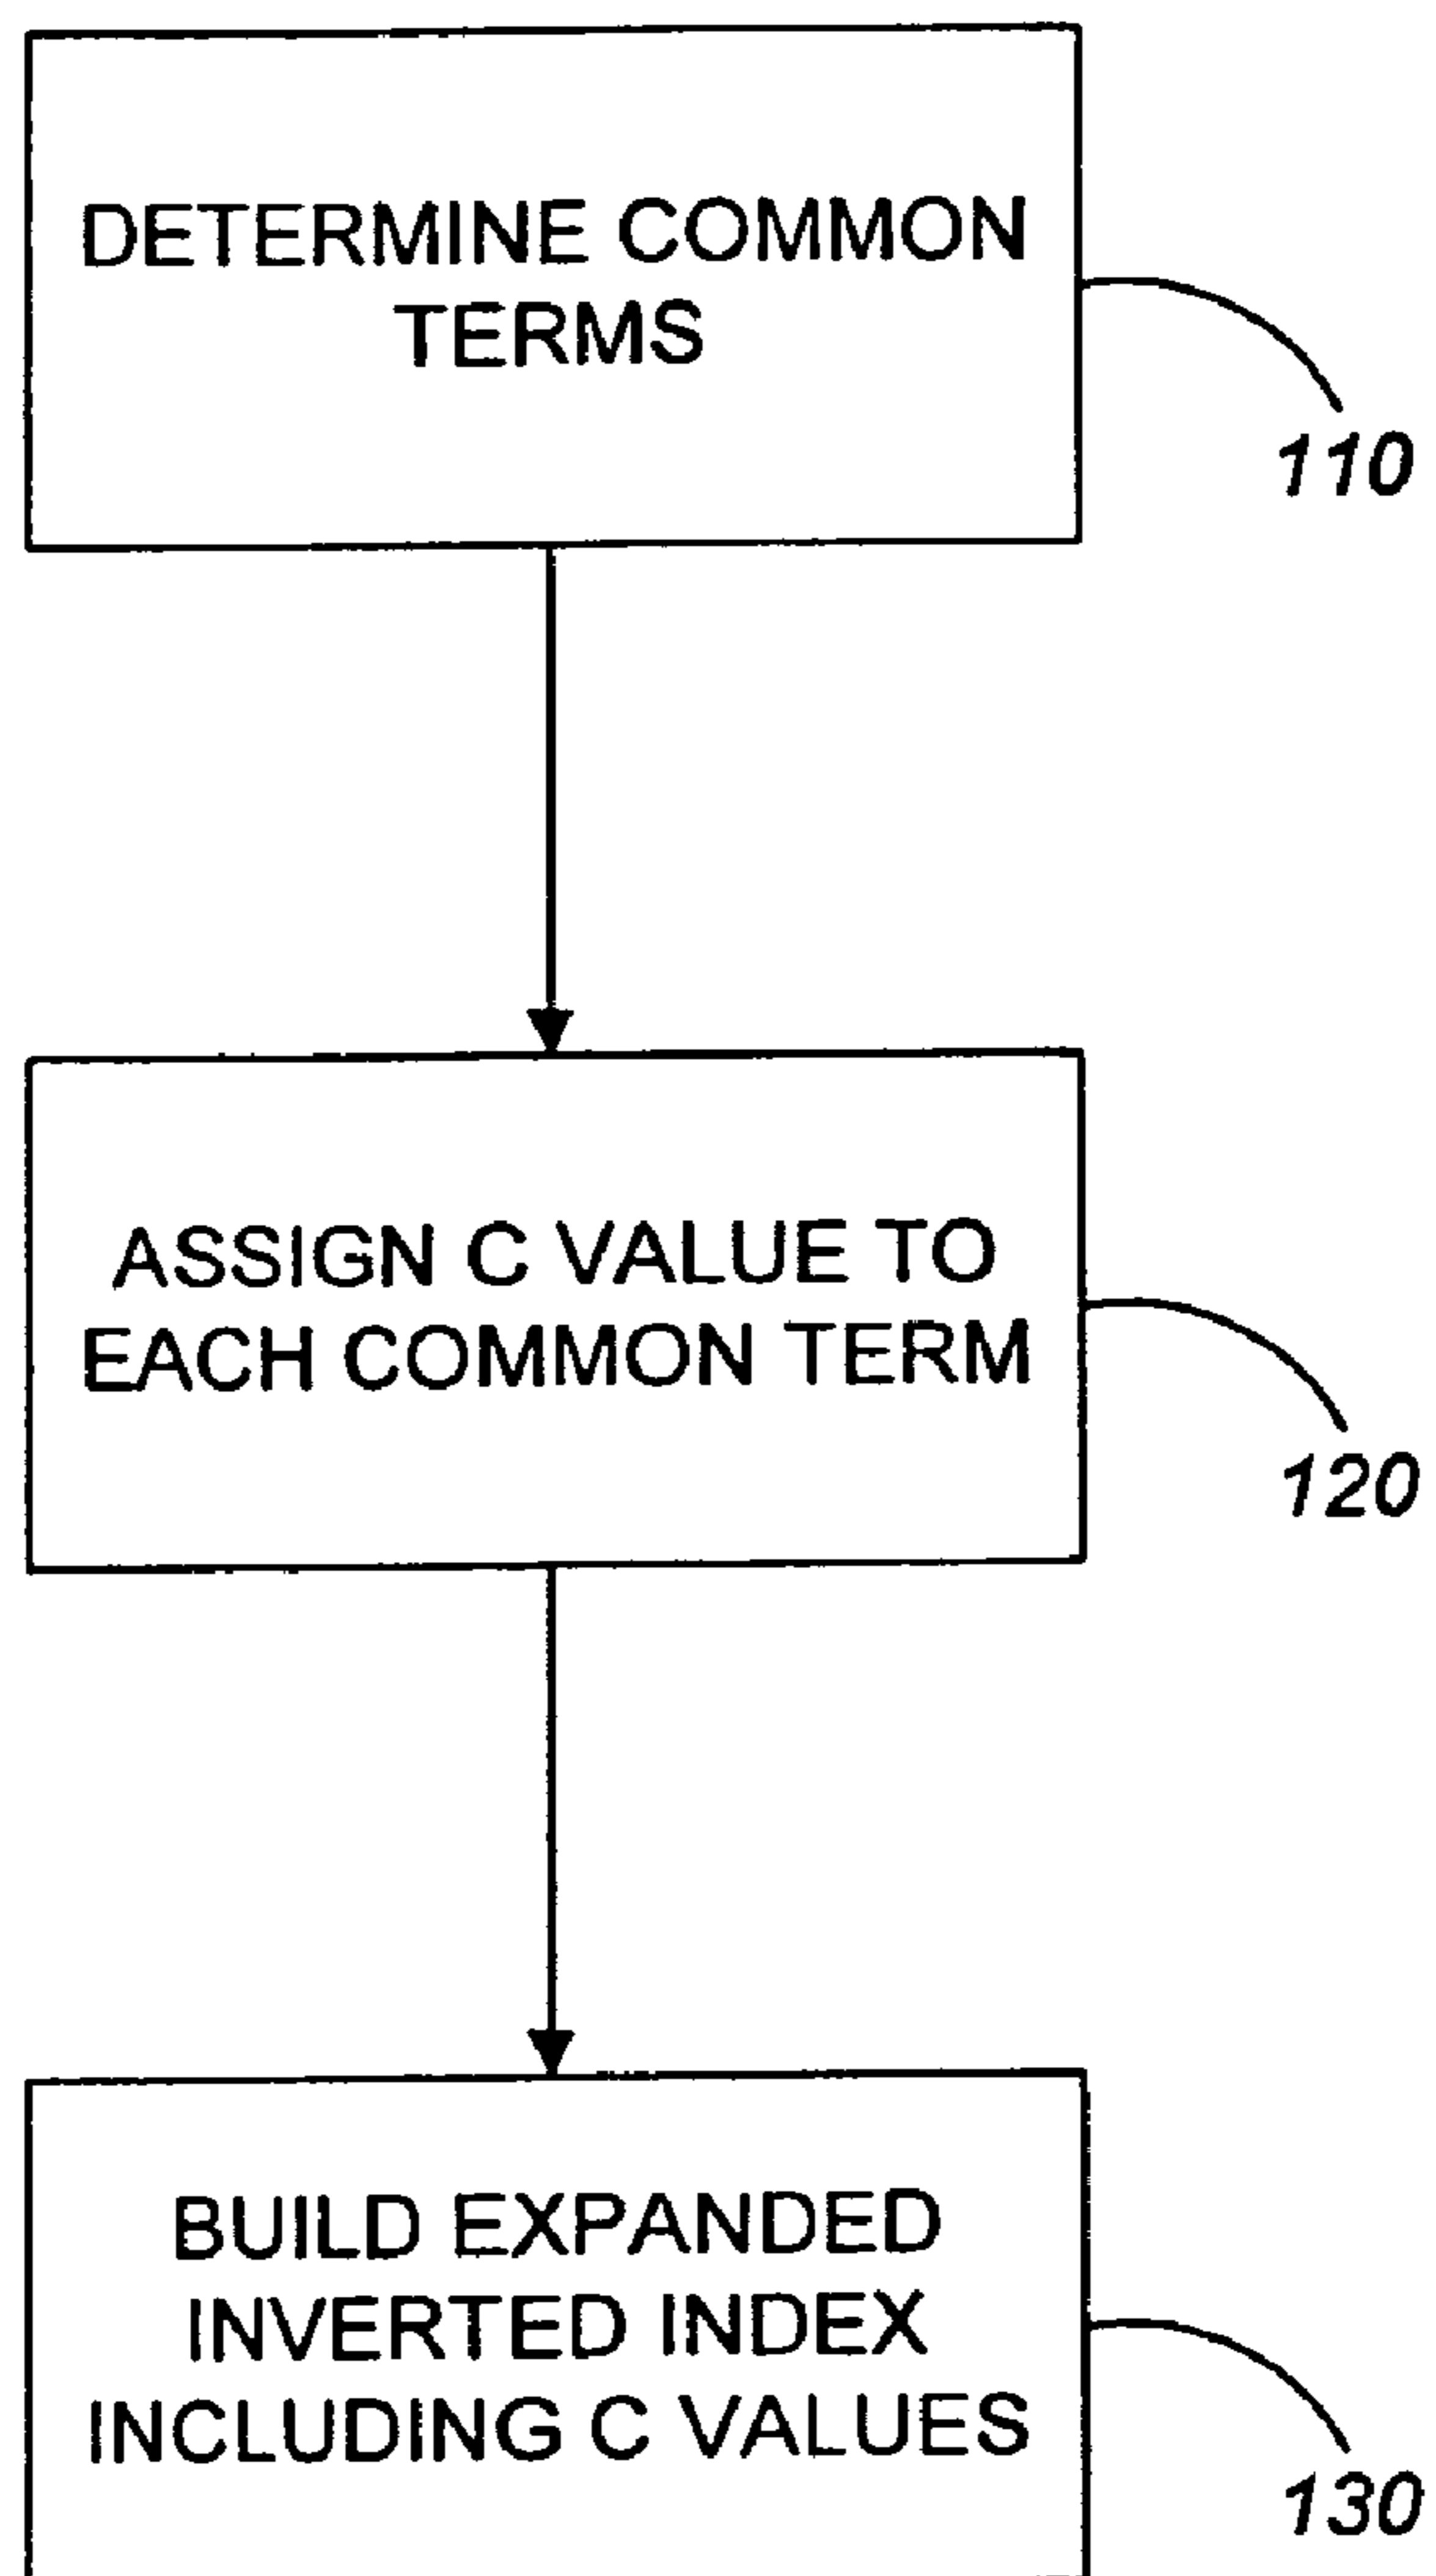 DETERMINE COMMON
TERMS
110
ASSIGN C VALUE TO
EACH COMMON TERM
120
BUILD EXPANDED
INVERTED INDEX
INCLUDING C VALUES
130